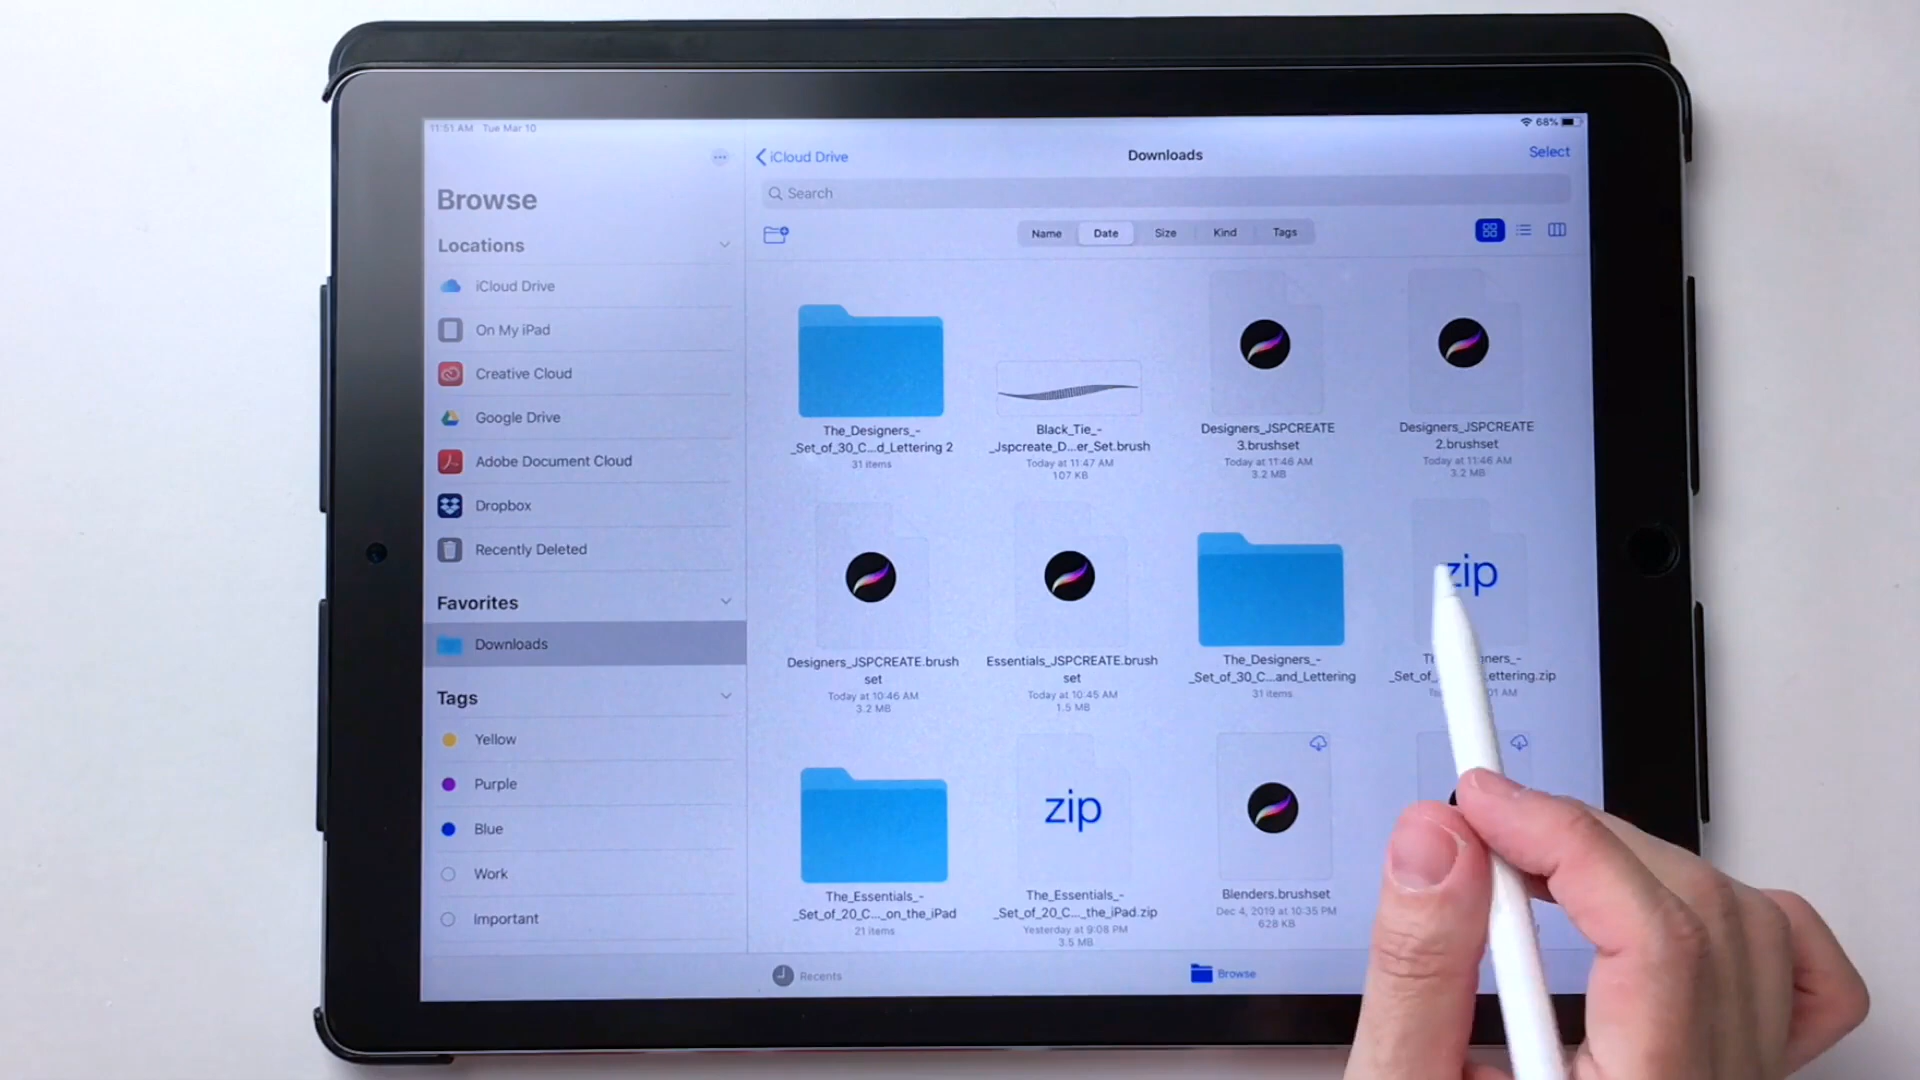 11:51 AM Tue Mar 10
68%
Browse
Locations
iCloud Drive
On My iPad
Creative Cloud
Google Drive
Adobe Document Cloud
Dropbox
Recently Deleted
Favorites
Downloads
Tags
Yellow
Purple
Blue
Work
Important
iCloud Drive
Downloads
Select
Search
Name Date Size Kind Tags
The_Designers_-
_Set_of_30_C...d_Lettering 2
31 items
Black_Tie_-
_Jspcreate_D...er_Set.brush
Today at 11:47 AM
107 KB
Designers_JSPCREATE
3.brushset
Today at 11:46 AM
3.2 MB
Designers_JSPCREATE
2.brushset
Today at 11:46 AM
3.2 MB
Designers_JSPCREATE.brush
set
Today at 10:46 AM
3.2 MB
Essentials_JSPCREATE.brush
set
Today at 10:45 AM
1.5 MB
The_Designers_-
_Set_of_30_C...and_Lettering
31 items
zip
_Set_of_ ettering.zip
AM
The_Essentials_-
_Set_of_20_C..._on_the_iPad
21 items
zip
The_Essentials_-
_Set_of_20_C..._the_iPad.zip
Yesterday at 9:08 PM
3.5 MB
Blenders.brushset
Dec 4, 2019 at 10:35 PM
628 KB
Recents
Browse